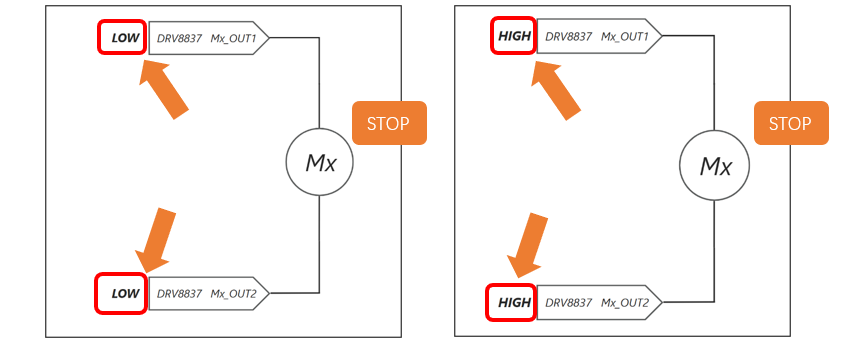 LOW DRV8837 Mx_OUT1
STOP
Mx
LOW DRV8837 Mx_OUT2
HIGH DRV8837 Mx_OUT1
STOP
Mx
HIGH DRV8837 Mx_OUT2